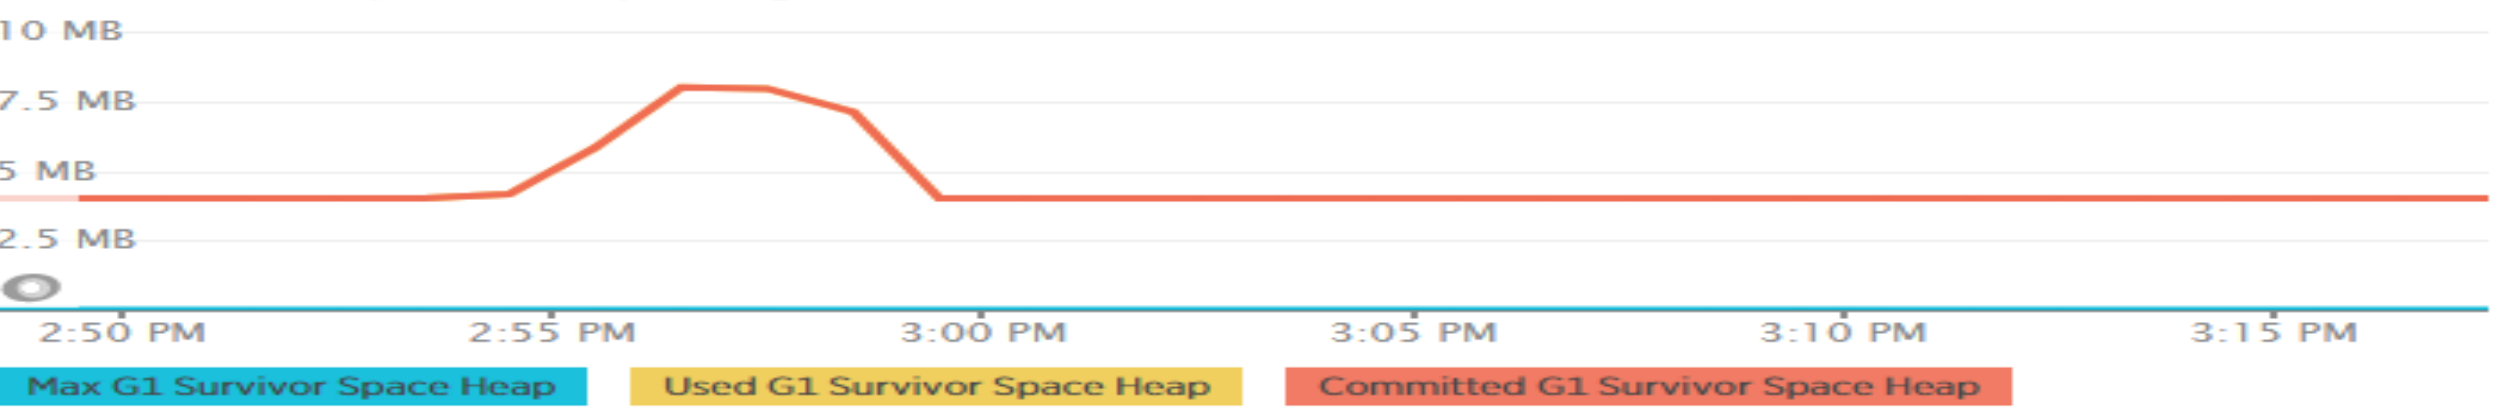 10 MB
7.5 MB
5 MB
2.5 MB
2:50 PM 2:55 PM 3:00 PM 3:05 PM 3:10 PM 3:15 PM
Max G1 Survivor Space Heap Used G1 Survivor Space Heap Committed G1 Survivor Space Heap